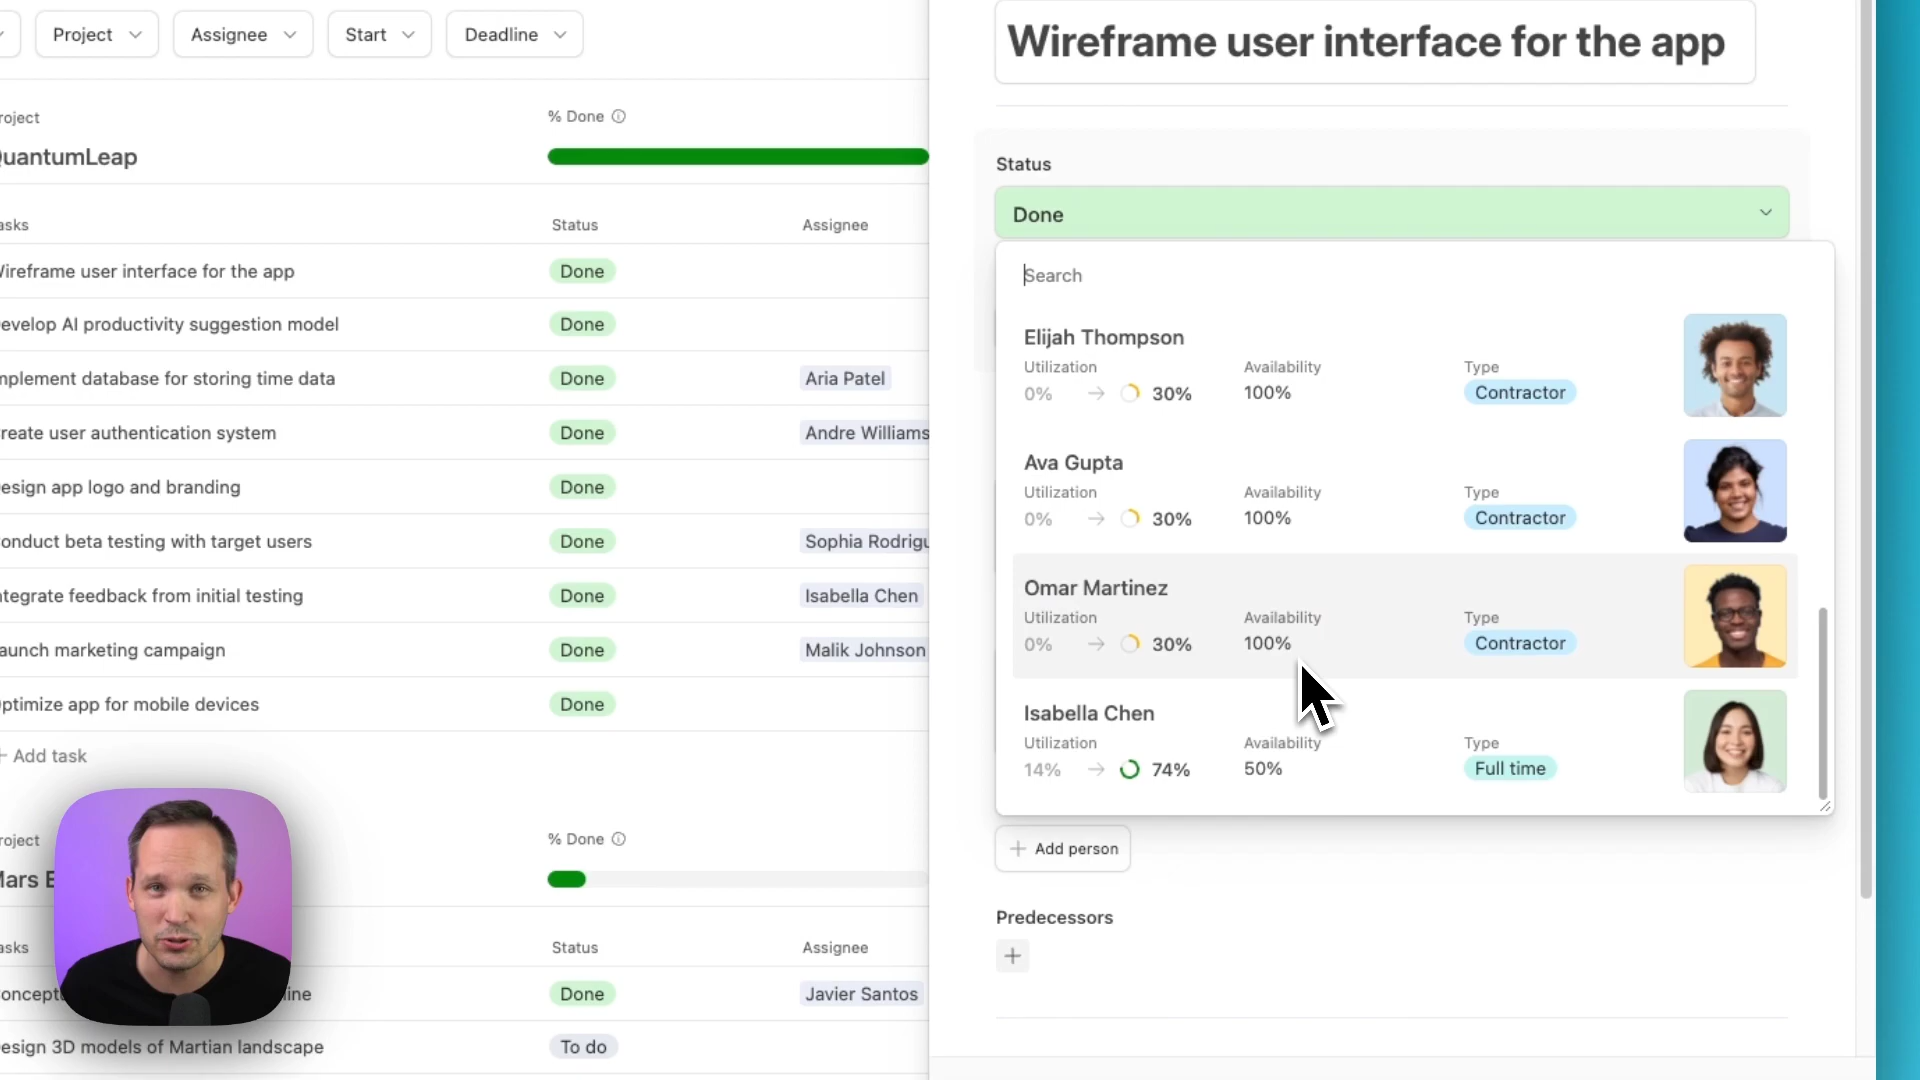 Project
Assignee
Start
Deadline
Wireframe user interface for the app
roject
% Done
QuantumLeap
Status
Done
asks
Status
Assignee
Wireframe user interface for the app
Done
evelop AI productivity suggestion model
Done
mplement database for storing time data
Done
Aria Patel
reate user authentication system
Done
Andre Williams
esign app logo and branding
Done
onduct beta testing with target users
Done
Sophia Rodrigu
ntegrate feedback from initial testing
Done
Isabella Chen
aunch marketing campaign
Done
Malik Johnson
ptimize app for mobile devices
Done
+ Add task
Search
Elijah Thompson
Utilization
Availability
Type
0% → 30%
100%
Contractor
Ava Gupta
Utilization
Availability
Type
0% → 30%
100%
Contractor
Omar Martinez
Utilization
Availability
Type
0% → 30%
100%
Contractor
Isabella Chen
Utilization
Availability
Type
14% → 74%
50%
Full time
+ Add person
Predecessors
+
roject
% Done
Mars E
asks
Status
Assignee
oncept
line
Done
Javier Santos
esign 3D models of Martian landscape
To do